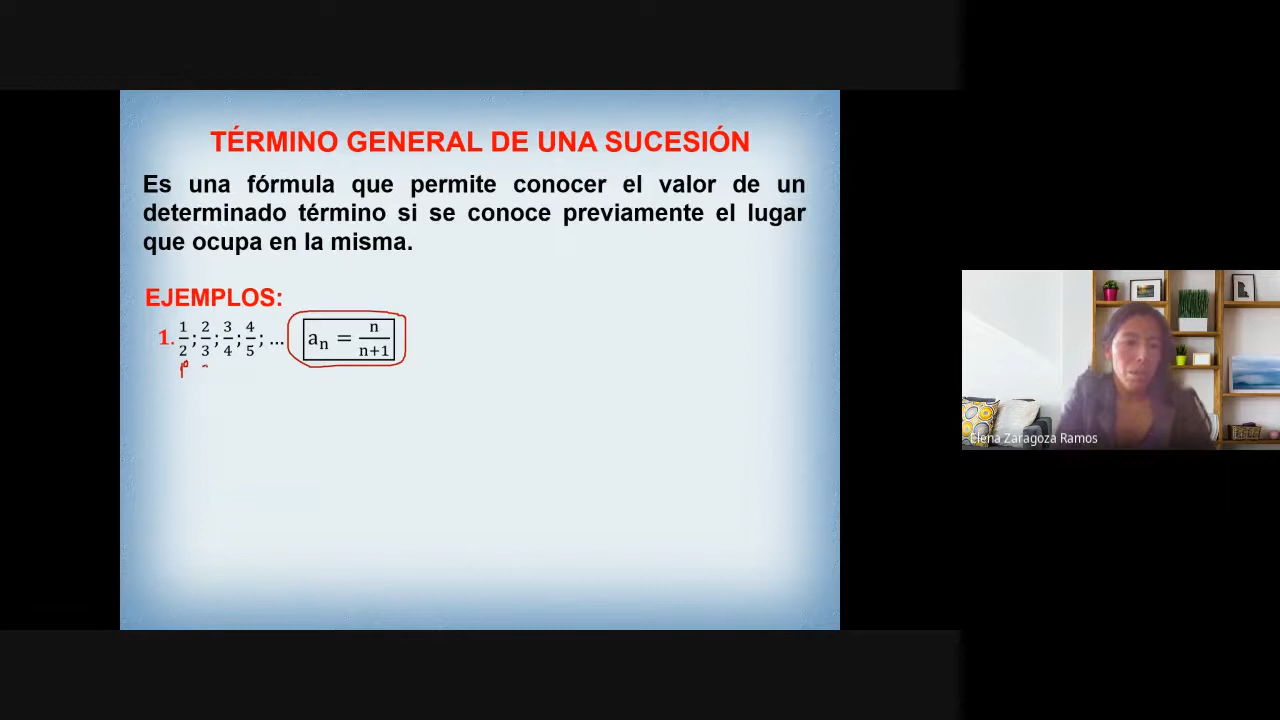 TÉRMINO GENERAL DE UNA SUCESIÓN
Es una fórmula que permite conocer el valor de un
determinado término si se conoce previamente el lugar
que ocupa en la misma.
EJEMPLOS:
1. 1/2 ; 2/3 ; 3/4 ; 4/5 ; … aₙ = n/(n+1)
Elena Zaragoza Ramos